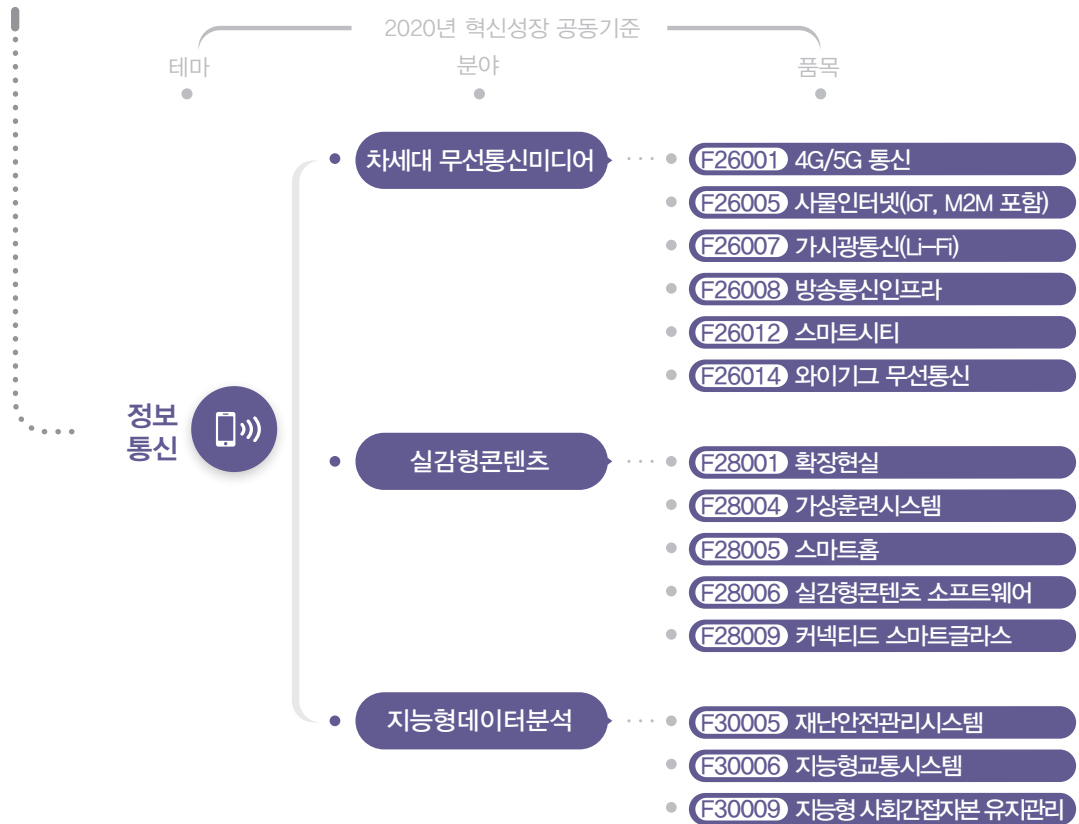 2020년 혁신성장 공동기준
테마
분야
품목
정보
통신
차세대 무선통신미디어
F26001 4G/5G 통신
F26005 사물인터넷(IoT, M2M 포함)
F26007 가시광통신(Li-Fi)
F26008 방송통신인프라
F26012 스마트시티
F26014 와이기그 무선통신
실감형콘텐츠
F28001 확장현실
F28004 가상훈련시스템
F28005 스마트홈
F28006 실감형콘텐츠 소프트웨어
F28009 커넥티드 스마트글라스
지능형데이터분석
F30005 재난안전관리시스템
F30006 지능형교통시스템
F30009 지능형 사회간접자본 유지관리